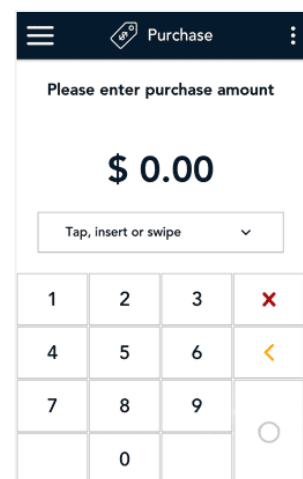 Purchase
Please enter purchase amount
$ 0.00
Tap, insert or swipe
1 2 3
4 5 6
7 8 9
0